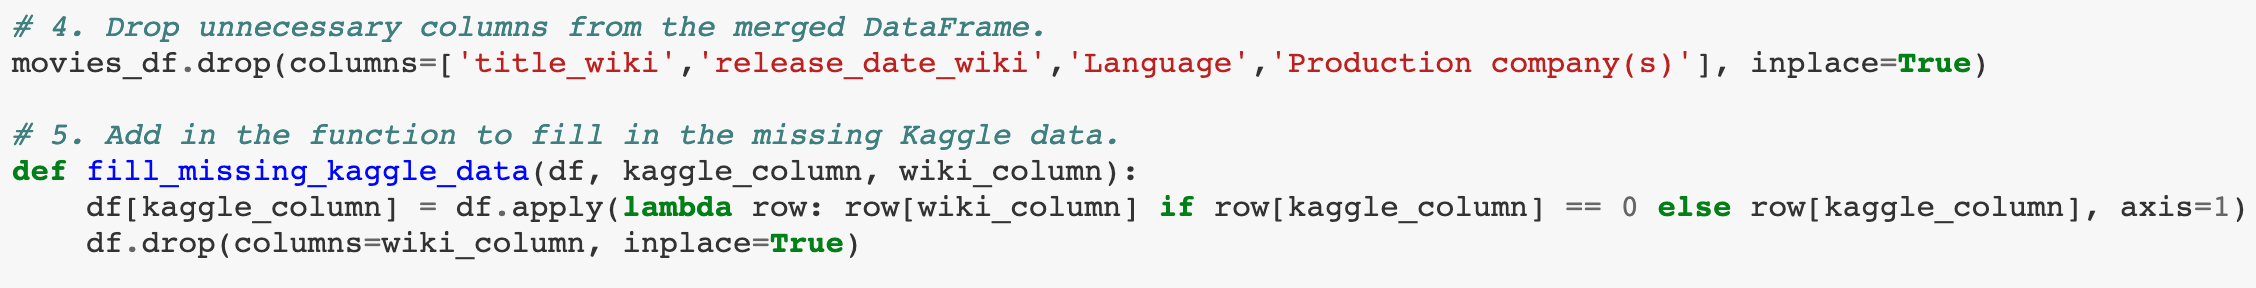 # 4. Drop unnecessary columns from the merged DataFrame.
movies_df.drop(columns=['title_wiki','release_date_wiki','Language','Production company(s)'], inplace=True)
# 5. Add in the function to fill in the missing Kaggle data.
def fill_missing_kaggle_data(df, kaggle_column, wiki_column):
    df[kaggle_column] = df.apply(lambda row: row[wiki_column] if row[kaggle_column] == 0 else row[kaggle_column], axis=1)
    df.drop(columns=wiki_column, inplace=True)